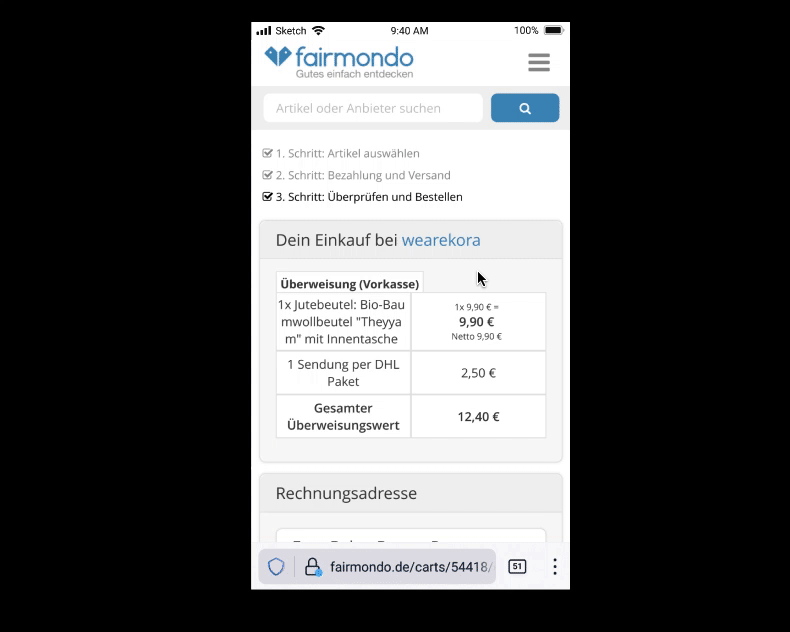 Sketch 9:40 AM 100%
fairmondo
Gutes einfach entdecken
Artikel oder Anbieter suchen
1. Schritt: Artikel auswählen
2. Schritt: Bezahlung und Versand
3. Schritt: Überprüfen und Bestellen
Dein Einkauf bei wearekora
Überweisung (Vorkasse)
1x Jutebeutel: Bio-Bau
mwollbeutel "Theyya
m" mit Innentasche
1x 9,90 € =
9,90 €
Netto 9,90 €
1 Sendung per DHL
Paket
2,50 €
Gesamter
Überweisungswert
12,40 €
Rechnungsadresse
fairmondo.de/carts/54418/
51